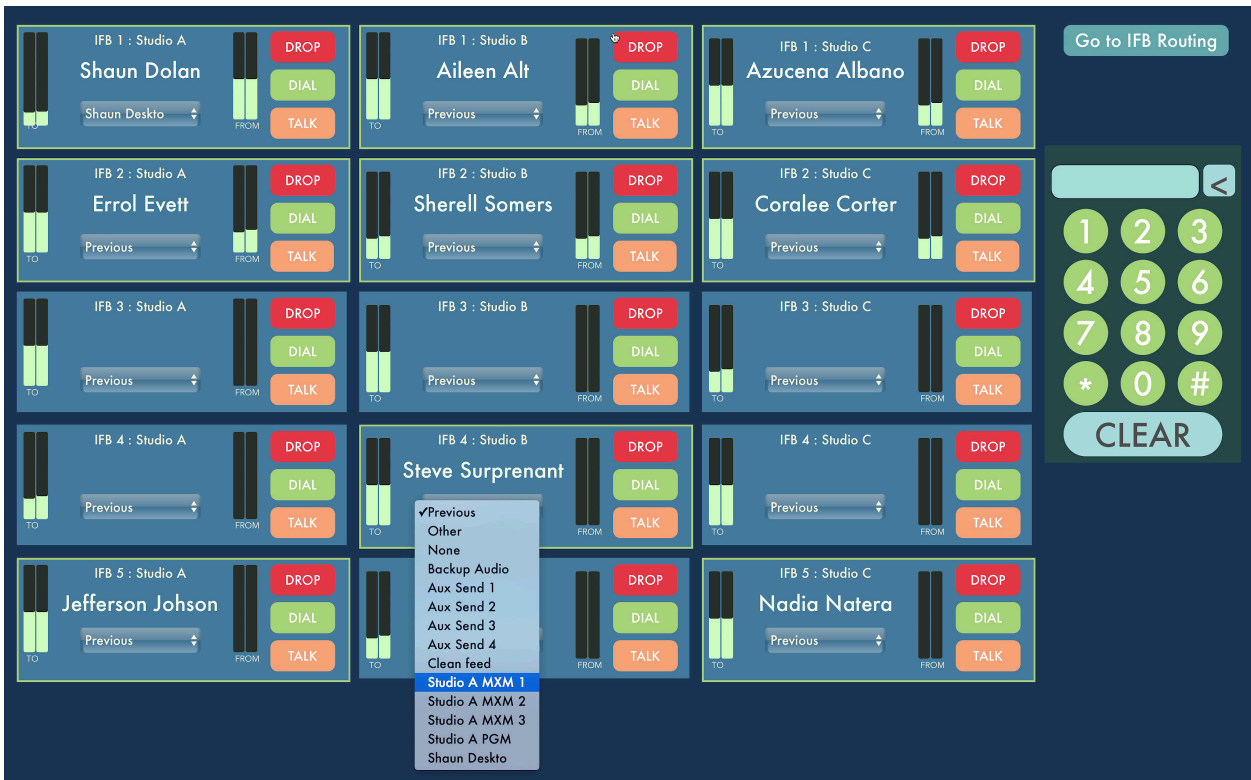 IFB 1 : Studio A
Shaun Dolan
Shaun Deskto
TO
FROM
DROP
DIAL
TALK
IFB 1 : Studio B
Aileen Alt
Previous
TO
FROM
DROP
DIAL
TALK
IFB 1 : Studio C
Azucena Albano
Previous
TO
FROM
DROP
DIAL
TALK
Go to IFB Routing
IFB 2 : Studio A
Errol Evett
Previous
TO
FROM
DROP
DIAL
TALK
IFB 2 : Studio B
Sherell Somers
Previous
TO
FROM
DROP
DIAL
TALK
IFB 2 : Studio C
Coralee Corter
Previous
TO
FROM
DROP
DIAL
TALK
<
1 2 3
4 5 6
7 8 9
* 0 #
CLEAR
IFB 3 : Studio A
Previous
TO
FROM
DROP
DIAL
TALK
IFB 3 : Studio B
Previous
TO
FROM
DROP
DIAL
TALK
IFB 3 : Studio C
Previous
TO
FROM
DROP
DIAL
TALK
IFB 4 : Studio A
Previous
TO
FROM
DROP
DIAL
TALK
IFB 4 : Studio B
Steve Surprenant
TO
FROM
DROP
DIAL
TALK
✓Previous
Other
None
Backup Audio
Aux Send 1
Aux Send 2
Aux Send 3
Aux Send 4
Clean feed
Studio A MXM 1
Studio A MXM 2
Studio A MXM 3
Studio A PGM
Shaun Deskto
IFB 4 : Studio C
Previous
TO
FROM
DROP
DIAL
TALK
IFB 5 : Studio A
Jefferson Johson
Previous
TO
FROM
DROP
DIAL
TALK
TO
FROM
DROP
DIAL
TALK
IFB 5 : Studio C
Nadia Natera
Previous
TO
FROM
DROP
DIAL
TALK